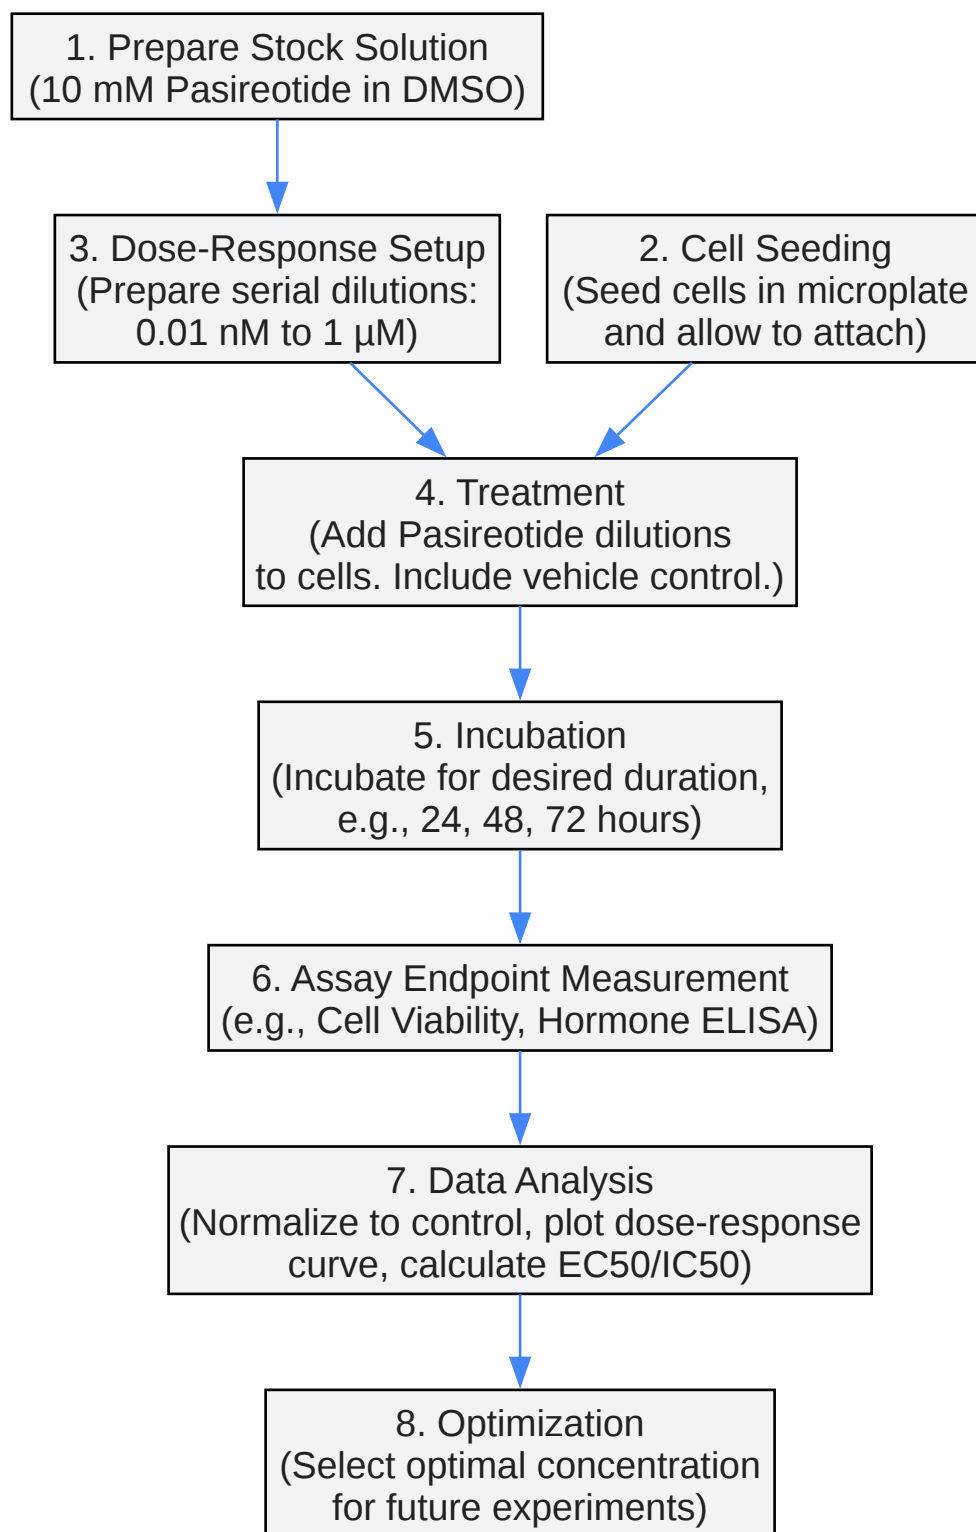 1. Prepare Stock Solution
(10 mM Pasireotide in DMSO)
3. Dose-Response Setup
(Prepare serial dilutions:
0.01 nM to 1 µM)
2. Cell Seeding
(Seed cells in microplate
and allow to attach)
4. Treatment
(Add Pasireotide dilutions
to cells. Include vehicle control.)
5. Incubation
(Incubate for desired duration,
e.g., 24, 48, 72 hours)
6. Assay Endpoint Measurement
(e.g., Cell Viability, Hormone ELISA)
7. Data Analysis
(Normalize to control, plot dose-response
curve, calculate EC50/IC50)
8. Optimization
(Select optimal concentration
for future experiments)